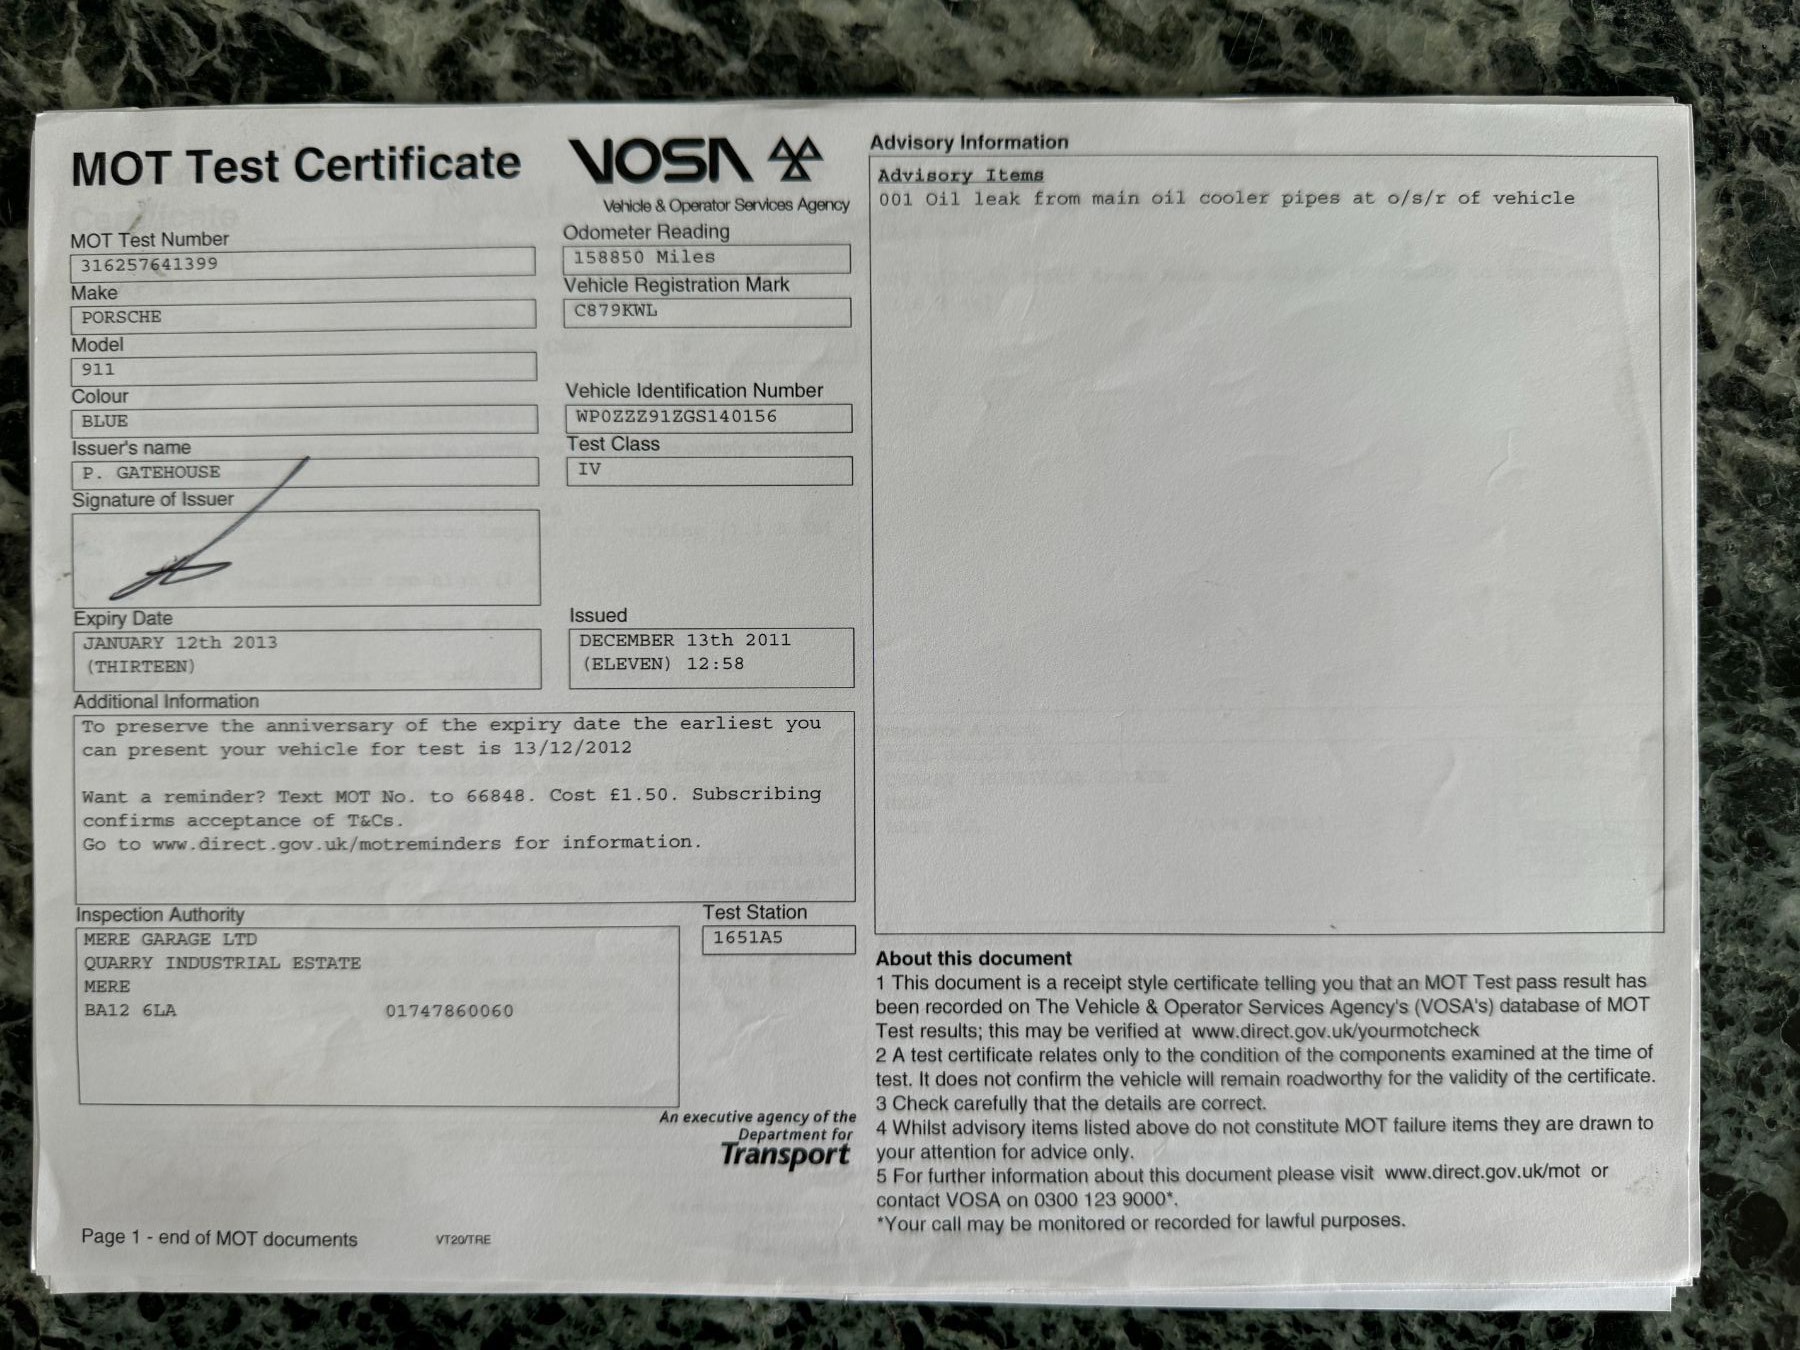 MOT Test Certificate
VOSA
Vehicle & Operator Services Agency
MOT Test Number
316257641399
Make
PORSCHE
Model
911
Colour
BLUE
Issuer's name
P. GATEHOUSE
Signature of Issuer
Expiry Date
JANUARY 12th 2013
(THIRTEEN)
Odometer Reading
158850 Miles
Vehicle Registration Mark
C879KWL
Vehicle Identification Number
WP0ZZZ91ZGS140156
Test Class
IV
Issued
DECEMBER 13th 2011
(ELEVEN) 12:58
Additional Information
To preserve the anniversary of the expiry date the earliest you
can present your vehicle for test is 13/12/2012
Want a reminder? Text MOT No. to 66848. Cost £1.50. Subscribing
confirms acceptance of T&Cs.
Go to www.direct.gov.uk/motreminders for information.
Inspection Authority
MERE GARAGE LTD
QUARRY INDUSTRIAL ESTATE
MERE
BA12 6LA 01747860060
Test Station
1651A5
An executive agency of the
Department for
Transport
Page 1 - end of MOT documents
VT20/TRE
Advisory Information
Advisory Items
001 Oil leak from main oil cooler pipes at o/s/r of vehicle
About this document
1 This document is a receipt style certificate telling you that an MOT Test pass result has
been recorded on The Vehicle & Operator Services Agency's (VOSA's) database of MOT
Test results; this may be verified at www.direct.gov.uk/yourmotcheck
2 A test certificate relates only to the condition of the components examined at the time of
test. It does not confirm the vehicle will remain roadworthy for the validity of the certificate.
3 Check carefully that the details are correct.
4 Whilst advisory items listed above do not constitute MOT failure items they are drawn to
your attention for advice only.
5 For further information about this document please visit www.direct.gov.uk/mot or
contact VOSA on 0300 123 9000*.
*Your call may be monitored or recorded for lawful purposes.